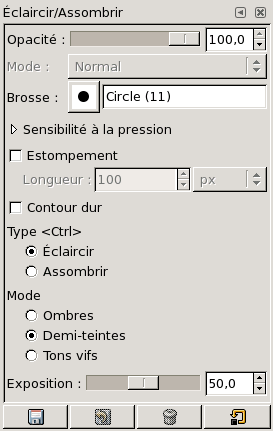 Éclaircir/Assombrir
Opacité : 100,0
Mode : Normal
Brosse : Circle (11)
Sensibilité à la pression
Estompement
Longueur : 100 px
Contour dur
Type <Ctrl>
Éclaircir
Assombrir
Mode
Ombres
Demi-teintes
Tons vifs
Exposition : 50,0